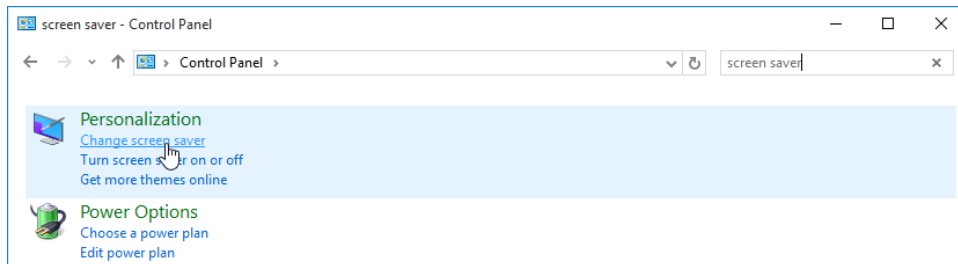 screen saver - Control Panel
Control Panel
screen saver
Personalization
Change screen saver
Turn screen saver on or off
Get more themes online
Power Options
Choose a power plan
Edit power plan